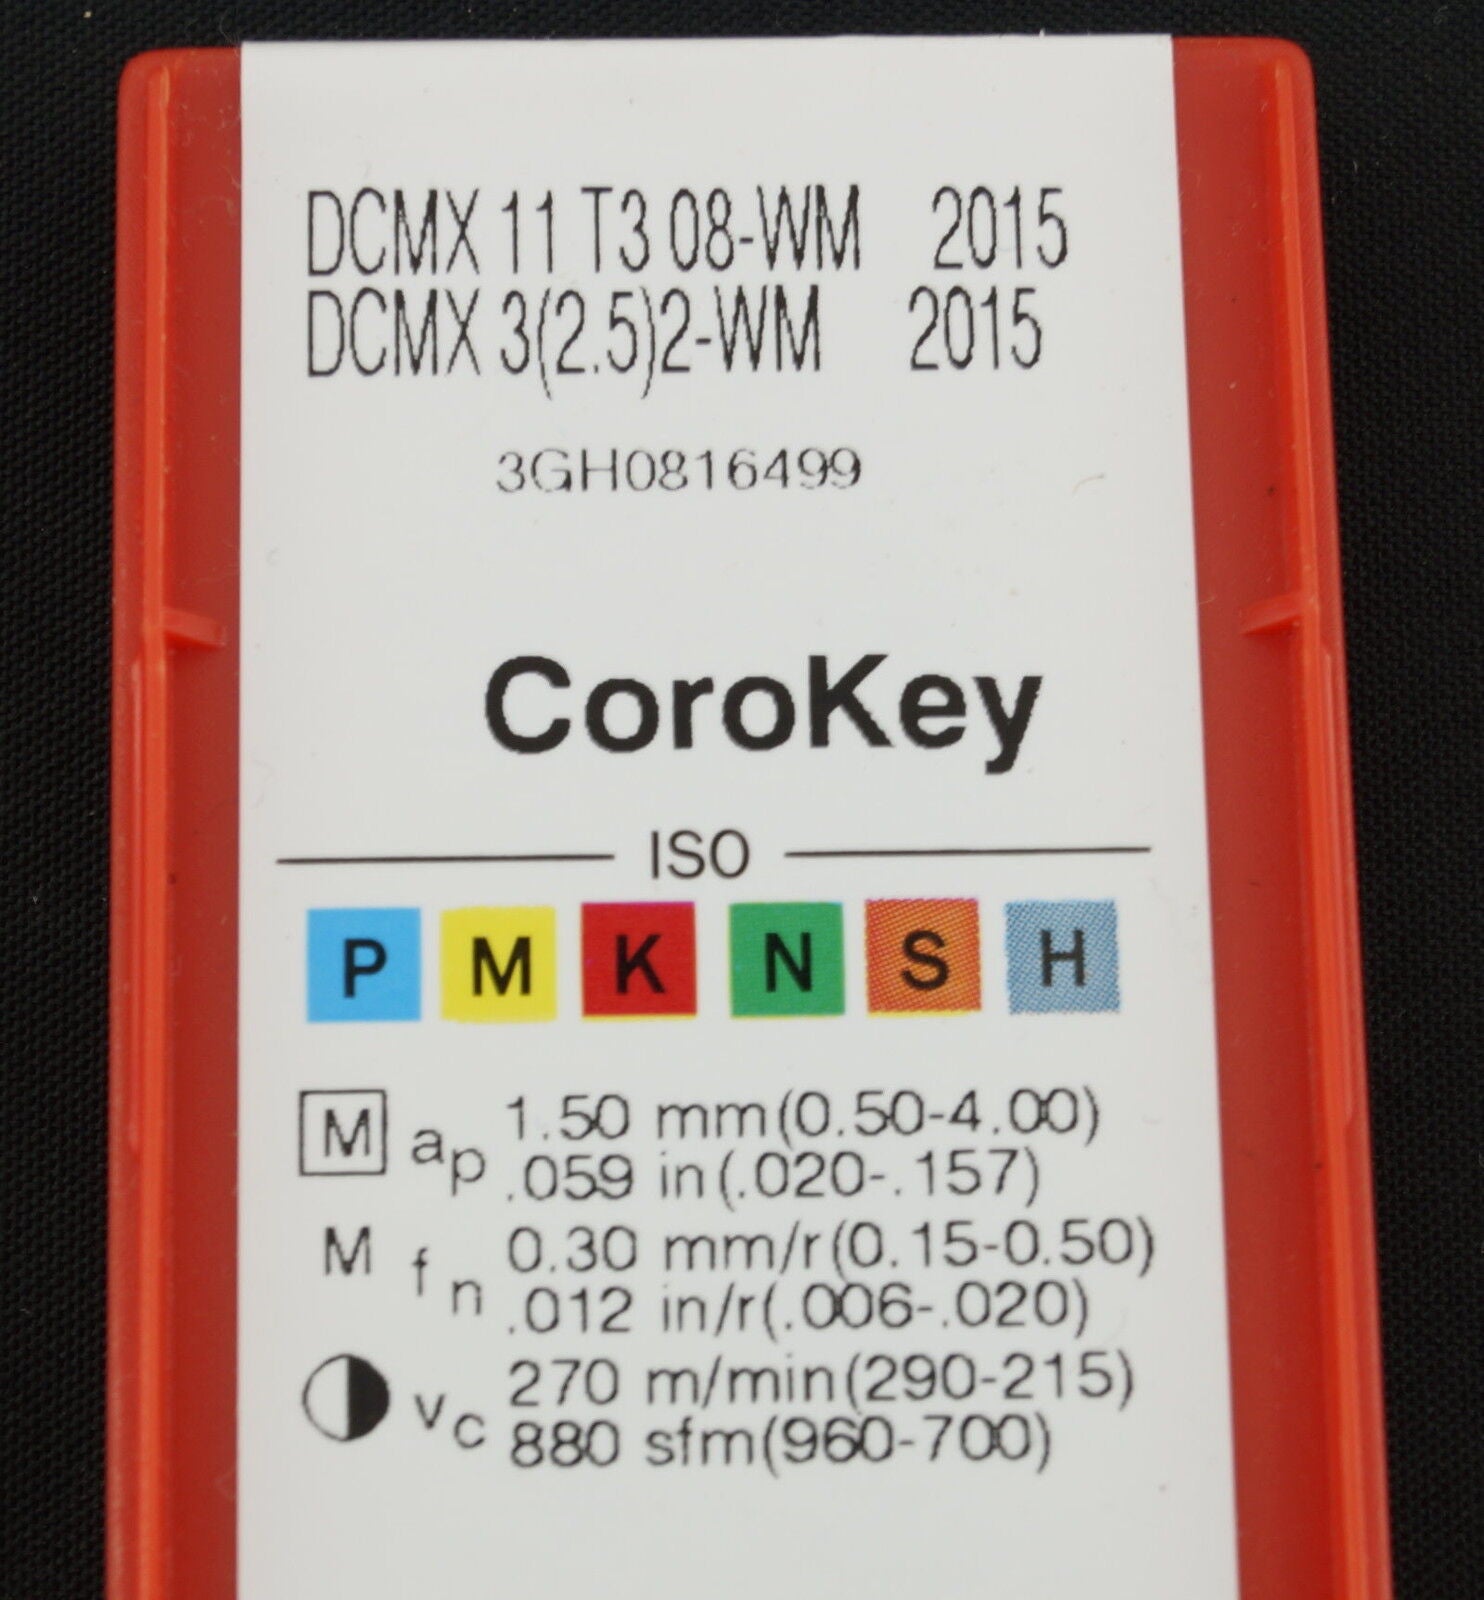 DCMX 11 T3 08-WM 2015
DCMX 3(2.5)2-WM 2015
3GH0816499
CoroKey
ISO
P M K N S H
M ap 1.50 mm(0.50-4.00)
.059 in(.020-.157)
M fn 0.30 mm/r(0.15-0.50)
.012 in/r(.006-.020)
vc 270 m/min(290-215)
880 sfm(960-700)